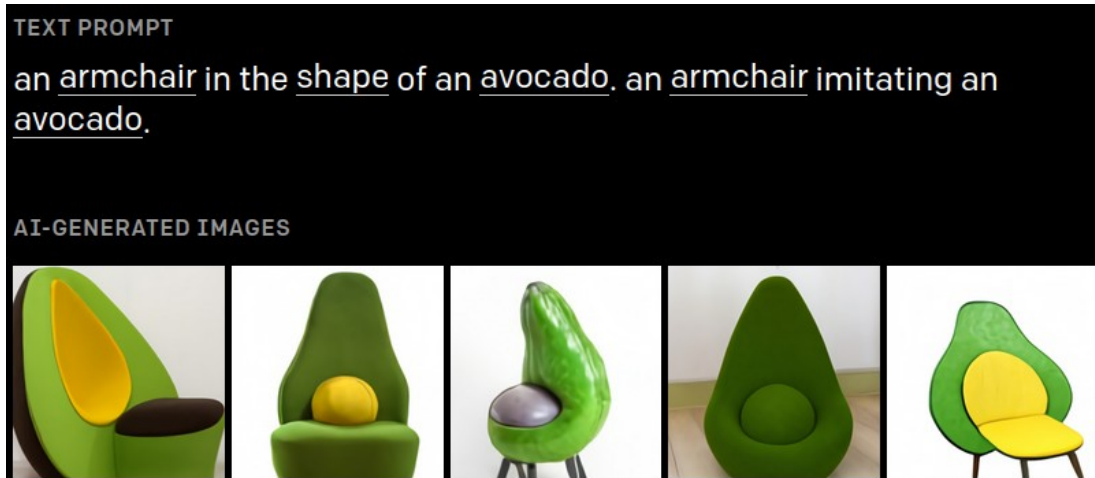 TEXT PROMPT
an armchair in the shape of an avocado. an armchair imitating an
avocado.
AI-GENERATED IMAGES